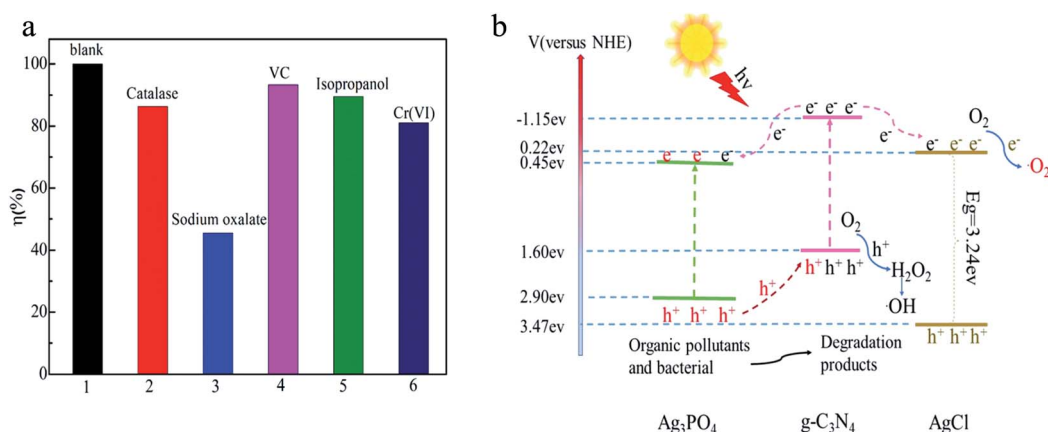 a
blank
Catalase
Sodium oxalate
VC
Isopropanol
Cr(VI)
η(%)
100
80
60
40
20
0
1 2 3 4 5 6
b
V(versus NHE)
hv
-1.15ev
0.22ev
0.45ev
1.60ev
2.90ev
3.47ev
e⁻ e⁻ e⁻
e⁻
e⁻
e⁻ e⁻ e⁻
e⁻ e⁻ e⁻
O₂
e⁻
·O₂
Eg=3.24ev
O₂
h⁺
h⁺ h⁺ h⁺
H₂O₂
·OH
h⁺
h⁺ h⁺ h⁺
h⁺ h⁺ h⁺
Organic pollutants
and bacterial
Degradation
products
Ag₃PO₄
g-C₃N₄
AgCl